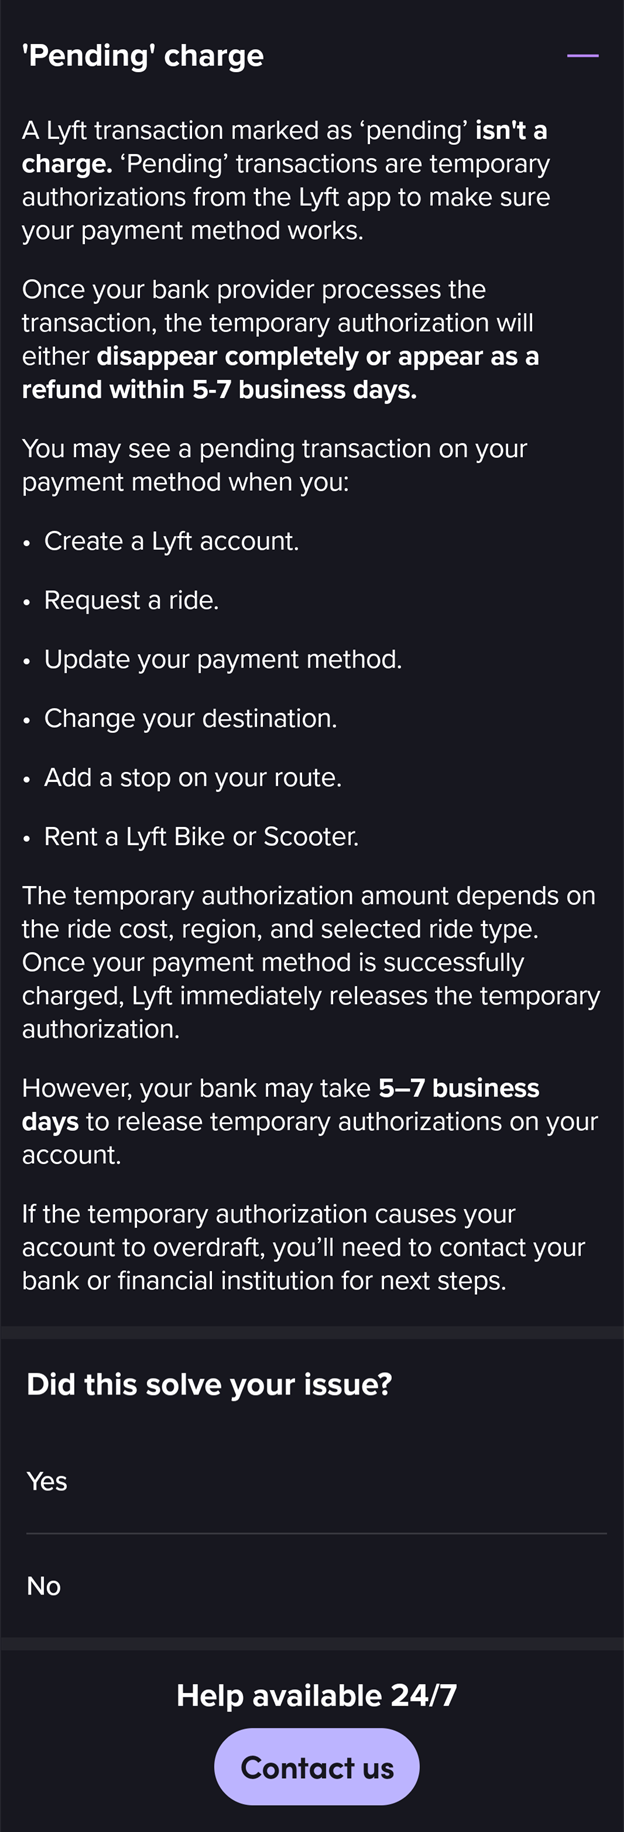 'Pending' charge
A Lyft transaction marked as ‘pending’ isn't a
charge. ‘Pending’ transactions are temporary
authorizations from the Lyft app to make sure
your payment method works.
Once your bank provider processes the
transaction, the temporary authorization will
either disappear completely or appear as a
refund within 5-7 business days.
You may see a pending transaction on your
payment method when you:
• Create a Lyft account.
• Request a ride.
• Update your payment method.
• Change your destination.
• Add a stop on your route.
• Rent a Lyft Bike or Scooter.
The temporary authorization amount depends on
the ride cost, region, and selected ride type.
Once your payment method is successfully
charged, Lyft immediately releases the temporary
authorization.
However, your bank may take 5–7 business
days to release temporary authorizations on your
account.
If the temporary authorization causes your
account to overdraft, you’ll need to contact your
bank or financial institution for next steps.
Did this solve your issue?
Yes
No
Help available 24/7
Contact us